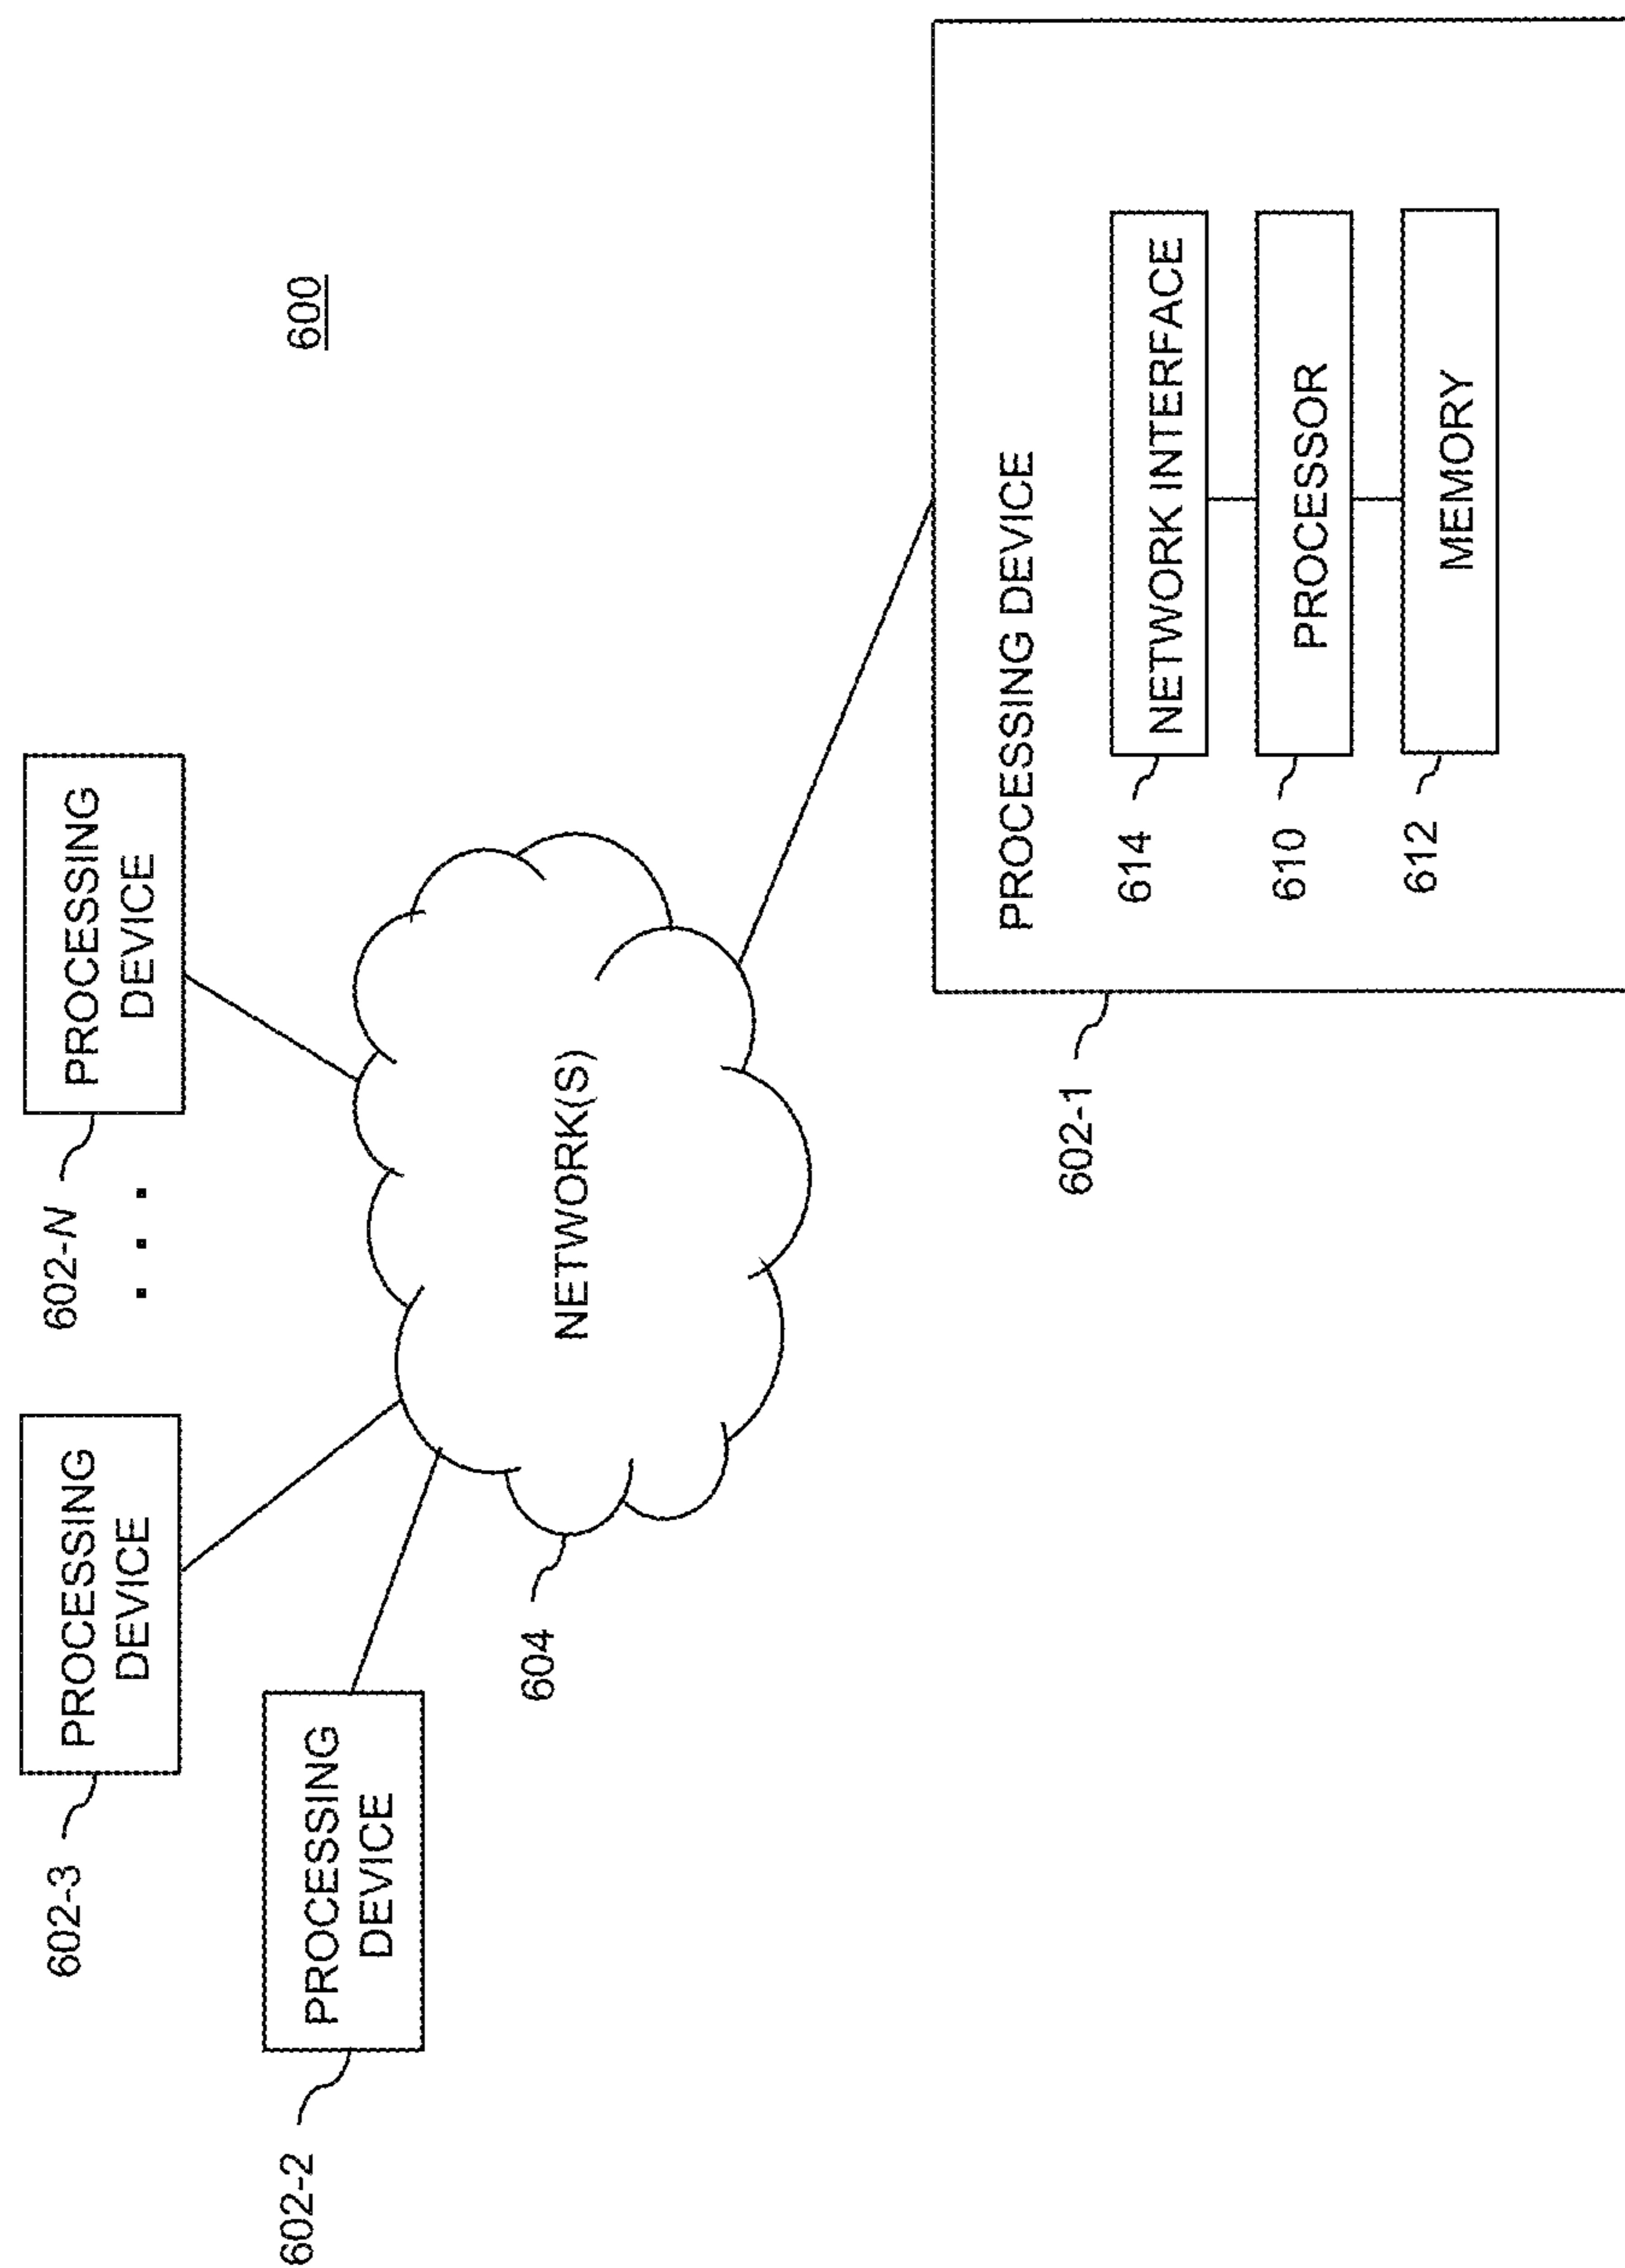 602-3
PROCESSING
DEVICE
. . .
602-N
PROCESSING
DEVICE
602-2
PROCESSING
DEVICE
600
604
NETWORK(S)
602-1
PROCESSING DEVICE
614
NETWORK INTERFACE
610
PROCESSOR
612
MEMORY